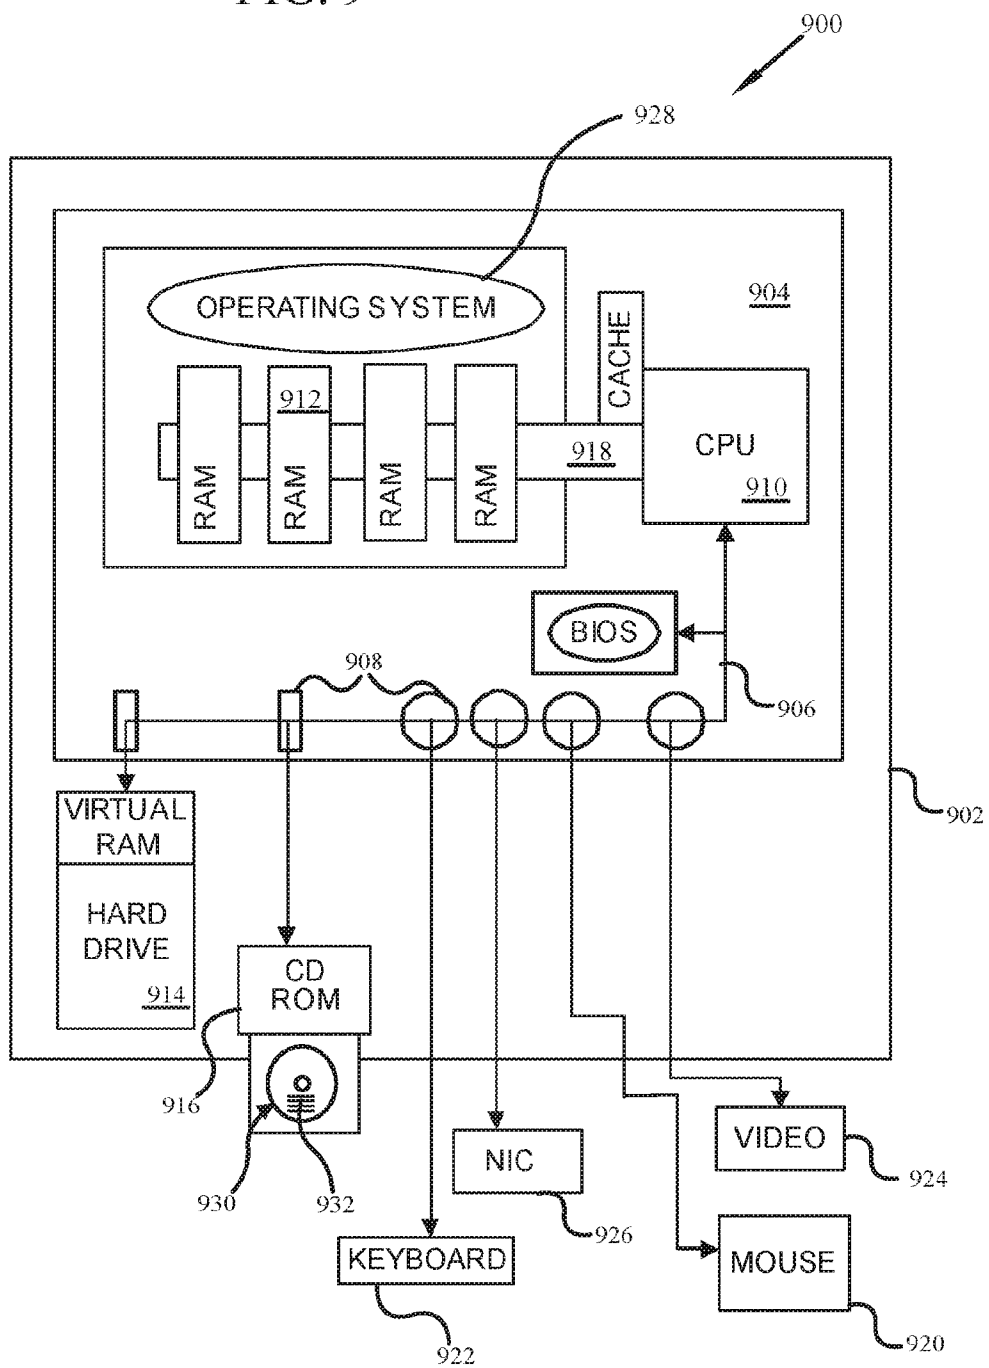 FIG. 9
900
928
OPERATING SYSTEM
904
CACHE
912
918
CPU
910
RAM
RAM
RAM
RAM
BIOS
908
906
902
VIRTUAL
RAM
HARD
DRIVE
914
CD
ROM
916
930
932
NIC
926
VIDEO
924
KEYBOARD
922
MOUSE
920